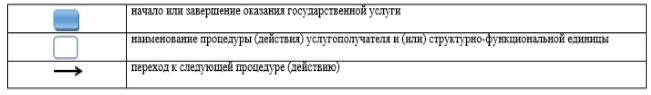 начало или завершение оказания государственной услуги
наименование процедуры (действия) услугополучателя и (или) структурно-функциональной единицы
переход к следующей процедуре (действию)